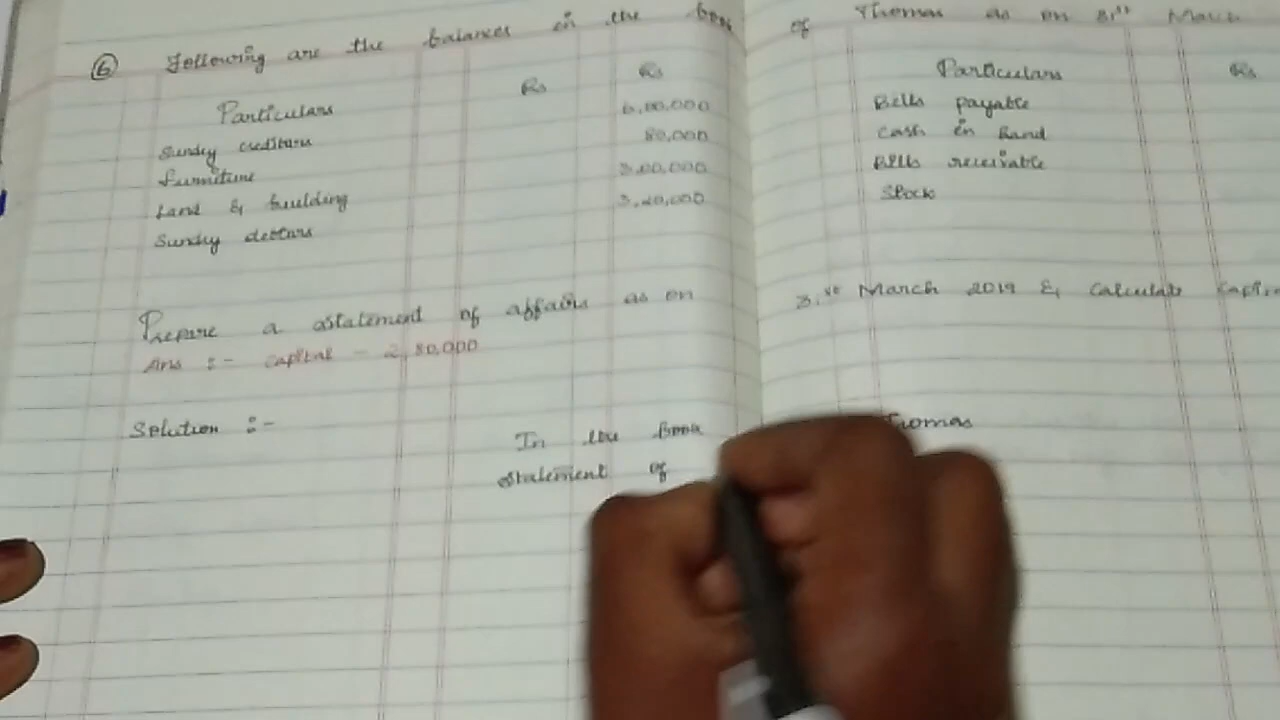 6 Following are the balances in the book of Thomas as on 31st March
Particulars Rs Rs Particulars Rs
Sundry creditors 6,00,000 Bills payable
Furniture 80,000 Cash in hand
Land & building 3,00,000 Bills receivable
Sundry debtors 3,20,000 Stock
Prepare a statement of affairs as on 31st March 2019 & calculate
Ans :- capital - 2,80,000
Solution :-
In the Book Thomas
Statement of